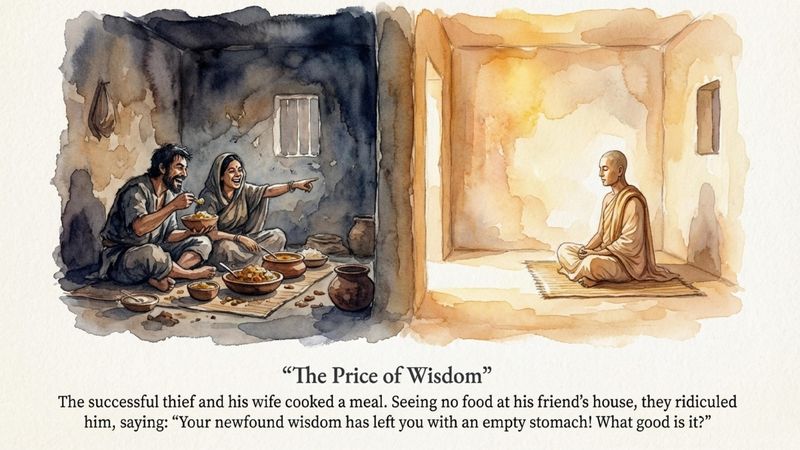 “The Price of Wisdom”
The successful thief and his wife cooked a meal. Seeing no food at his friend’s house, they ridiculed
him, saying: “Your newfound wisdom has left you with an empty stomach! What good is it?”